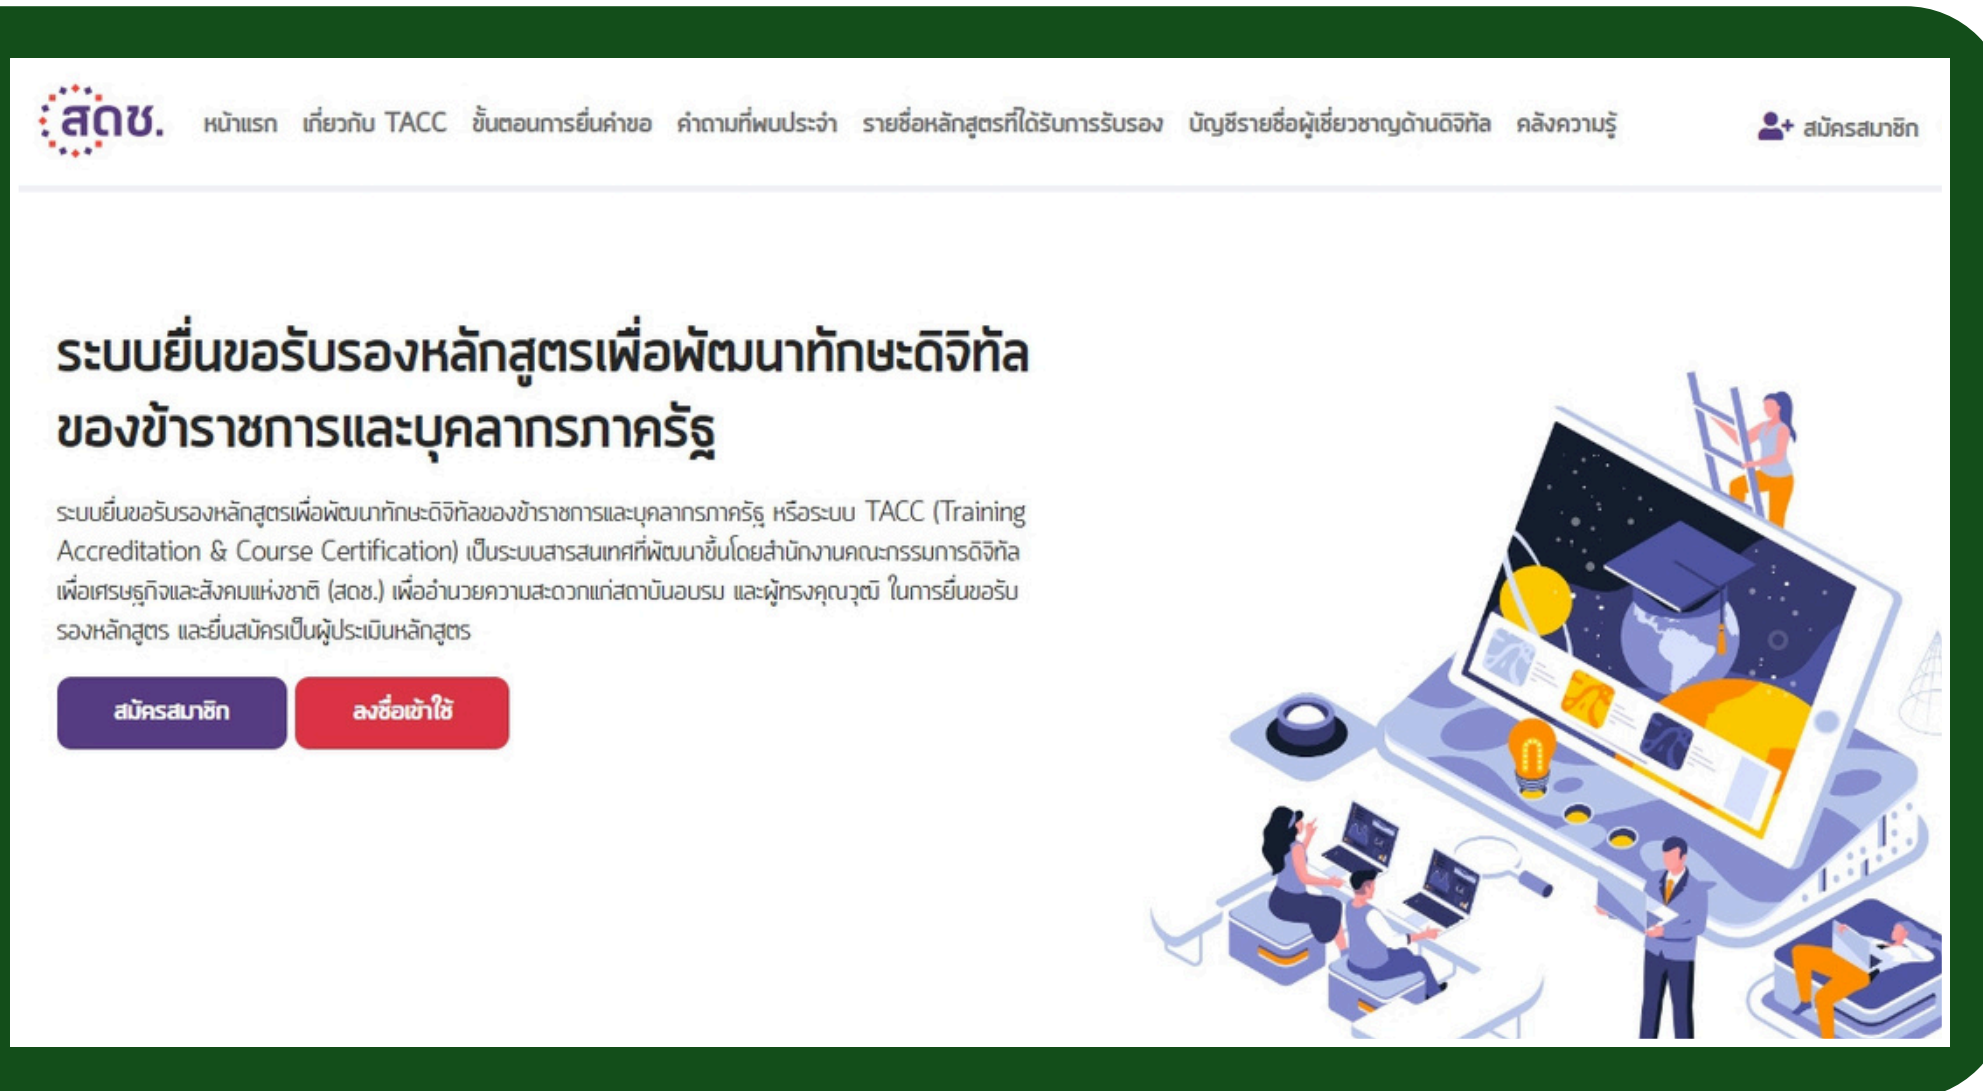 สดช.
หน้าแรก เกี่ยวกับ TACC ขั้นตอนการยื่นคำขอ คำถามที่พบประจำ รายชื่อหลักสูตรที่ได้รับการรับรอง บัญชีรายชื่อผู้เชี่ยวชาญด้านดิจิทัล คลังความรู้ สมัครสมาชิก
ระบบยื่นขอรับรองหลักสูตรเพื่อพัฒนาทักษะดิจิทัล
ของข้าราชการและบุคลากรภาครัฐ
ระบบยื่นขอรับรองหลักสูตรเพื่อพัฒนาทักษะดิจิทัลของข้าราชการและบุคลากรภาครัฐ หรือระบบ TACC (Training
Accreditation & Course Certification) เป็นระบบสารสนเทศที่พัฒนาขึ้นโดยสำนักงานคณะกรรมการดิจิทัล
เพื่อเศรษฐกิจและสังคมแห่งชาติ (สดช.) เพื่ออำนวยความสะดวกแก่สถาบันอบรม และผู้ทรงคุณวุฒิ ในการยื่นขอรับ
รองหลักสูตร และยื่นสมัครเป็นผู้ประเมินหลักสูตร
สมัครสมาชิก ลงชื่อเข้าใช้